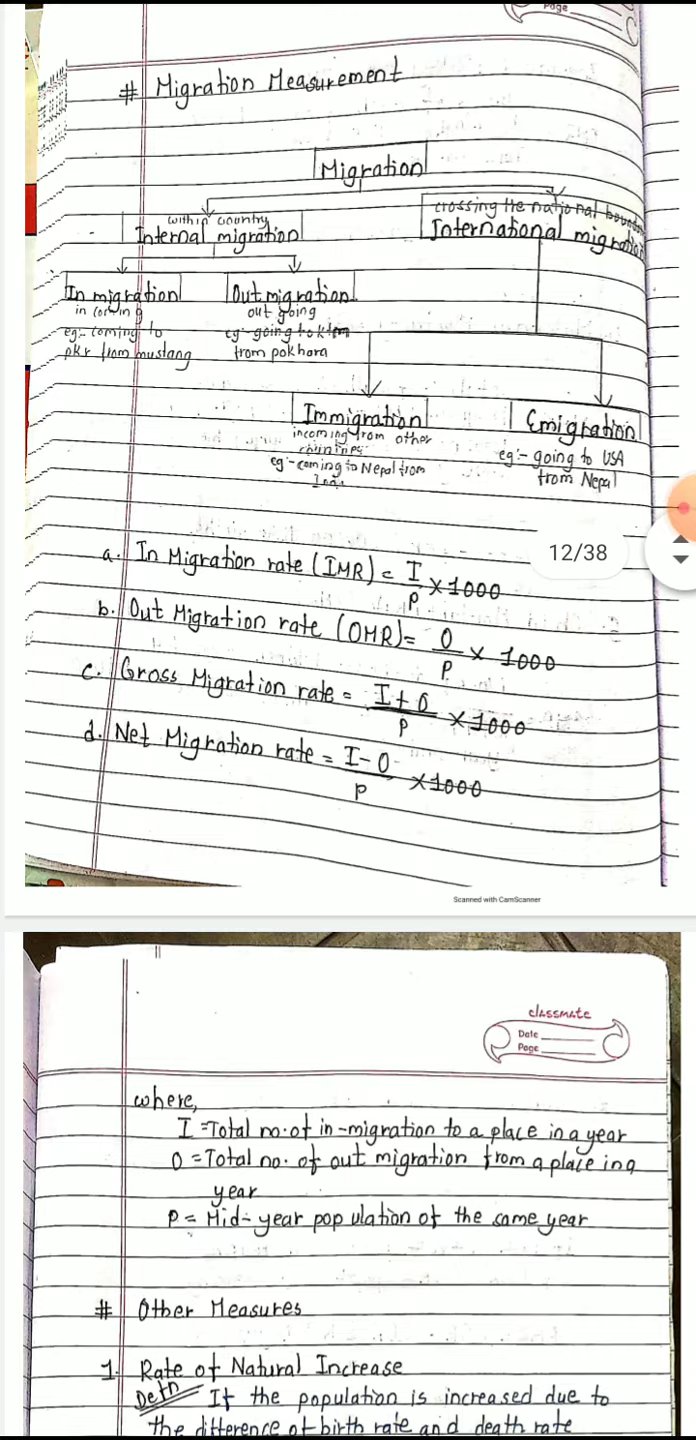 Page
# Migration Measurement
Migration
within country
Internal migration
crossing the national
International migration
In migration
in coming
eg:- coming to
pkr from mustang
Out migration
out going
eg:- going to ktm
from pokhara
Immigration
incoming from other
countries
eg:- coming to Nepal from
Emigration
eg:- going to USA
from Nepal
12/38
a. In Migration rate (IMR) = I/P × 1000
b. Out Migration rate (OMR) = O/P × 1000
c. Gross Migration rate = I+O/P × 1000
d. Net Migration rate = I-O/P × 1000
Scanned with CamScanner
classmate
Date
Page
where,
I = Total no. of in-migration to a place in a year
O = Total no. of out migration from a place in a
year
P = Mid-year population of the same year
# Other Measures
1. Rate of Natural Increase
Defn If the population is increased due to
the difference of birth rate and death rate